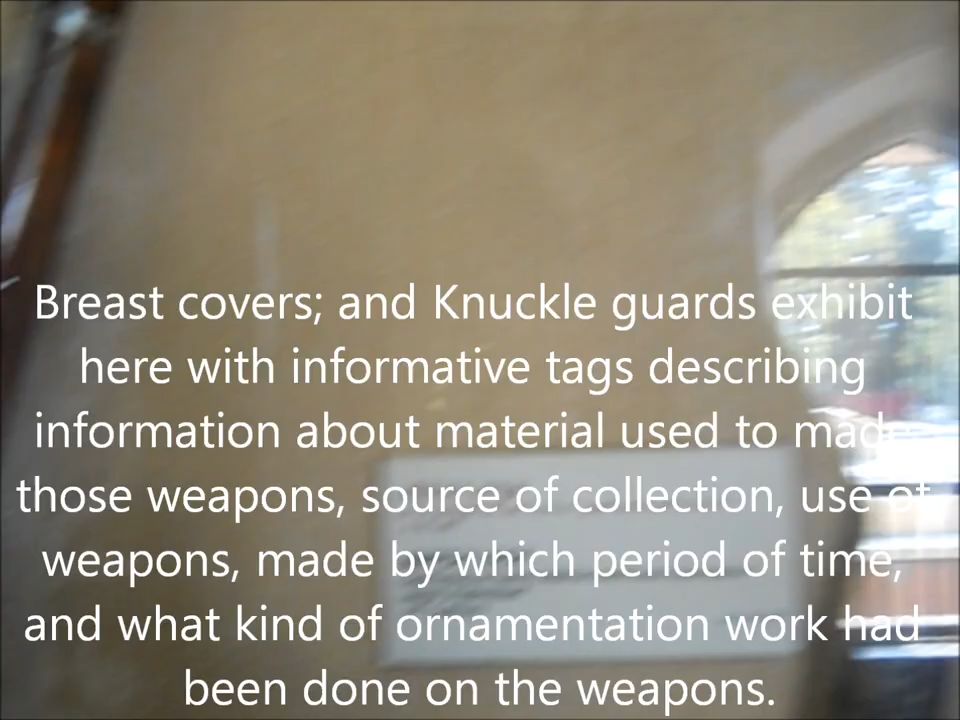 Breast covers; and Knuckle guards exhibit
here with informative tags describing
information about material used to made
those weapons, source of collection, use of
weapons, made by which period of time,
and what kind of ornamentation work had
been done on the weapons.